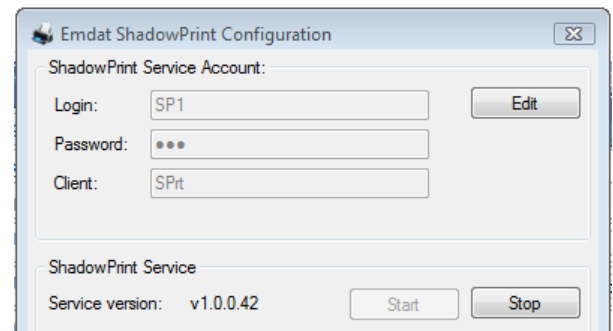 Emdat ShadowPrint Configuration
ShadowPrint Service Account:
Login: SP1 Edit
Password: ●●●
Client: SPrt
ShadowPrint Service
Service version: v1.0.0.42 Start Stop